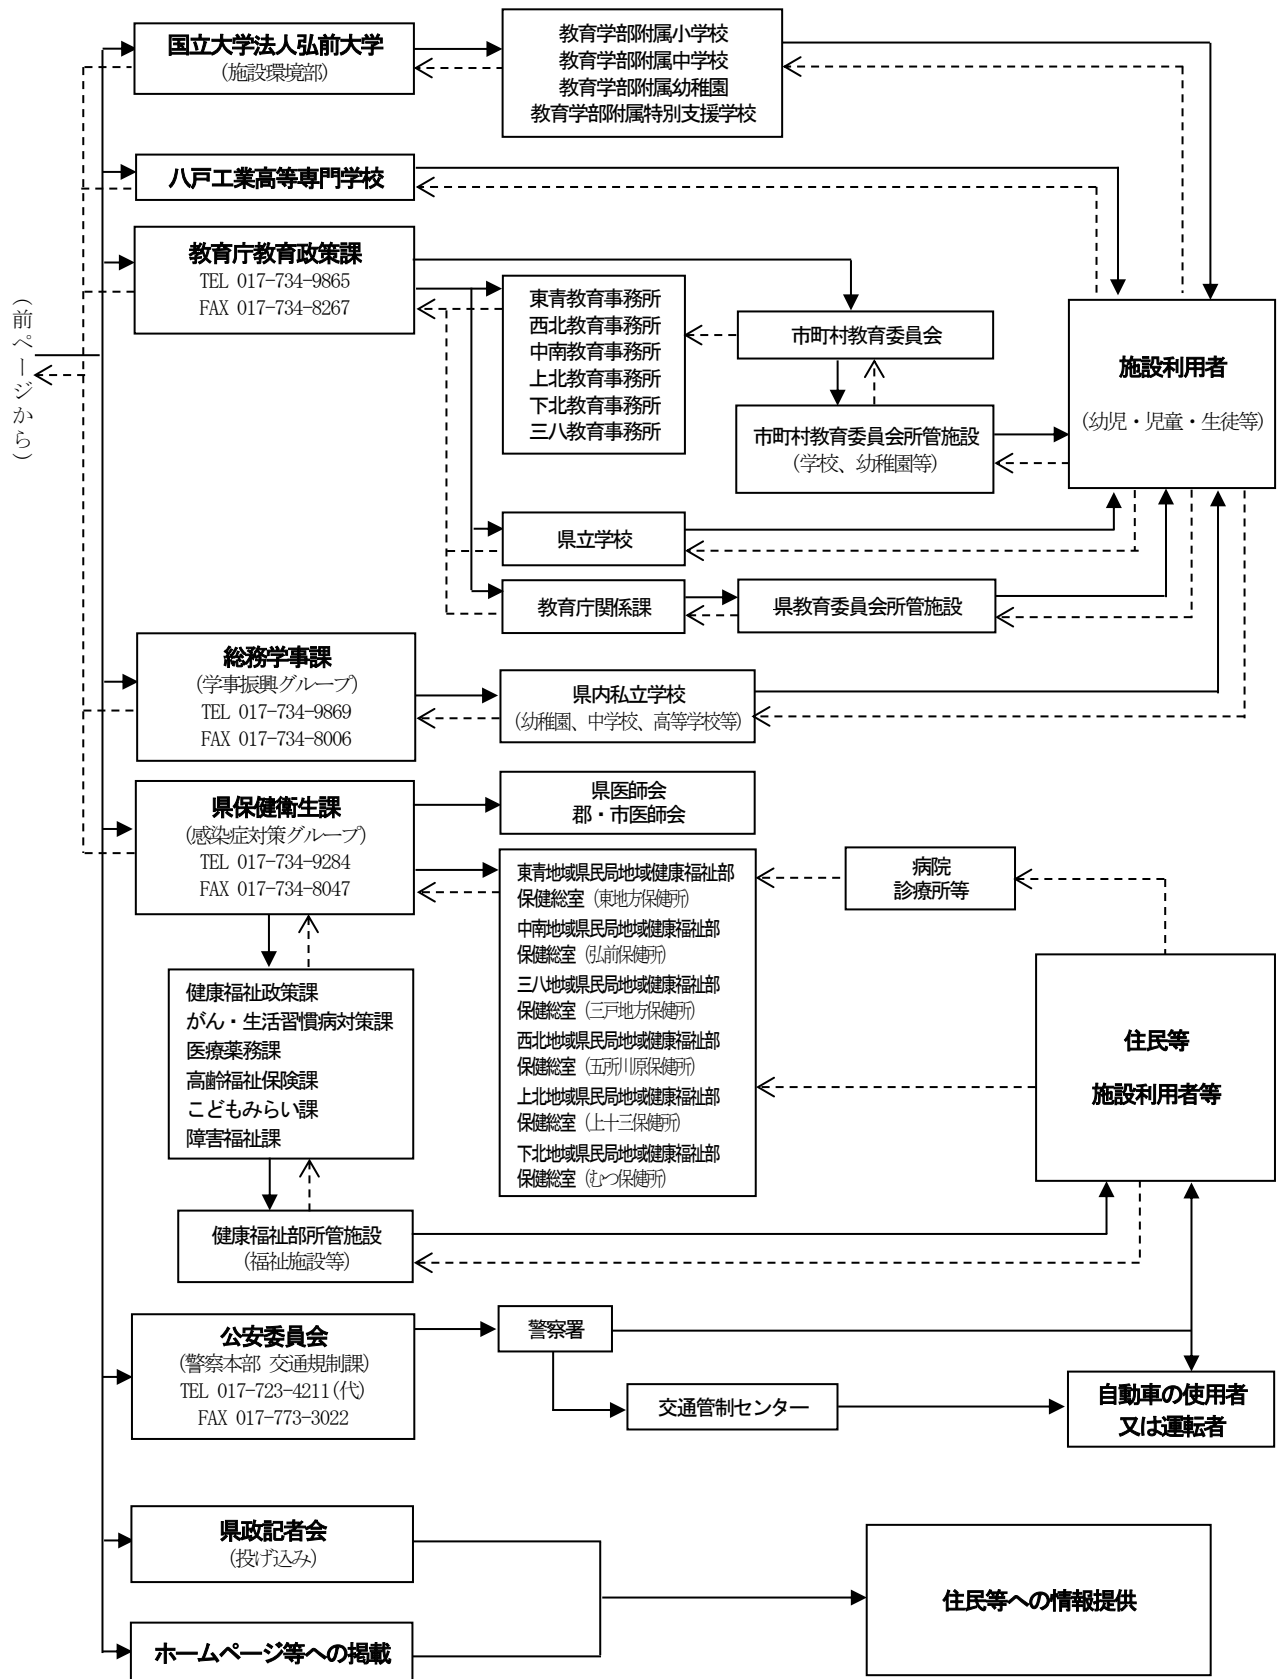 国立大学法人弘前大学
(施設環境部)
教育学部附属小学校
教育学部附属中学校
教育学部附属幼稚園
教育学部附属特別支援学校
八戸工業高等専門学校
教育庁教育政策課
TEL 017-734-9865
FAX 017-734-8267
(前ページから)
東青教育事務所
西北教育事務所
中南教育事務所
上北教育事務所
下北教育事務所
三八教育事務所
市町村教育委員会
市町村教育委員会所管施設
(学校、幼稚園等)
施設利用者
(幼児・児童・生徒等)
県立学校
教育庁関係課
県教育委員会所管施設
総務学事課
(学事振興グループ)
TEL 017-734-9869
FAX 017-734-8006
県内私立学校
(幼稚園、中学校、高等学校等)
県保健衛生課
(感染症対策グループ)
TEL 017-734-9284
FAX 017-734-8047
県医師会
郡・市医師会
東青地域県民局地域健康福祉部
保健総室 (東地方保健所)
中南地域県民局地域健康福祉部
保健総室 (弘前保健所)
三八地域県民局地域健康福祉部
保健総室 (三戸地方保健所)
西北地域県民局地域健康福祉部
保健総室 (五所川原保健所)
上北地域県民局地域健康福祉部
保健総室 (上十三保健所)
下北地域県民局地域健康福祉部
保健総室 (むつ保健所)
病院
診療所等
住民等
施設利用者等
健康福祉政策課
がん・生活習慣病対策課
医療薬務課
高齢福祉保険課
こどもみらい課
障害福祉課
健康福祉部所管施設
(福祉施設等)
公安委員会
(警察本部 交通規制課)
TEL 017-723-4211(代)
FAX 017-773-3022
警察署
交通管制センター
自動車の使用者
又は運転者
県政記者会
(投げ込み)
ホームページ等への掲載
住民等への情報提供